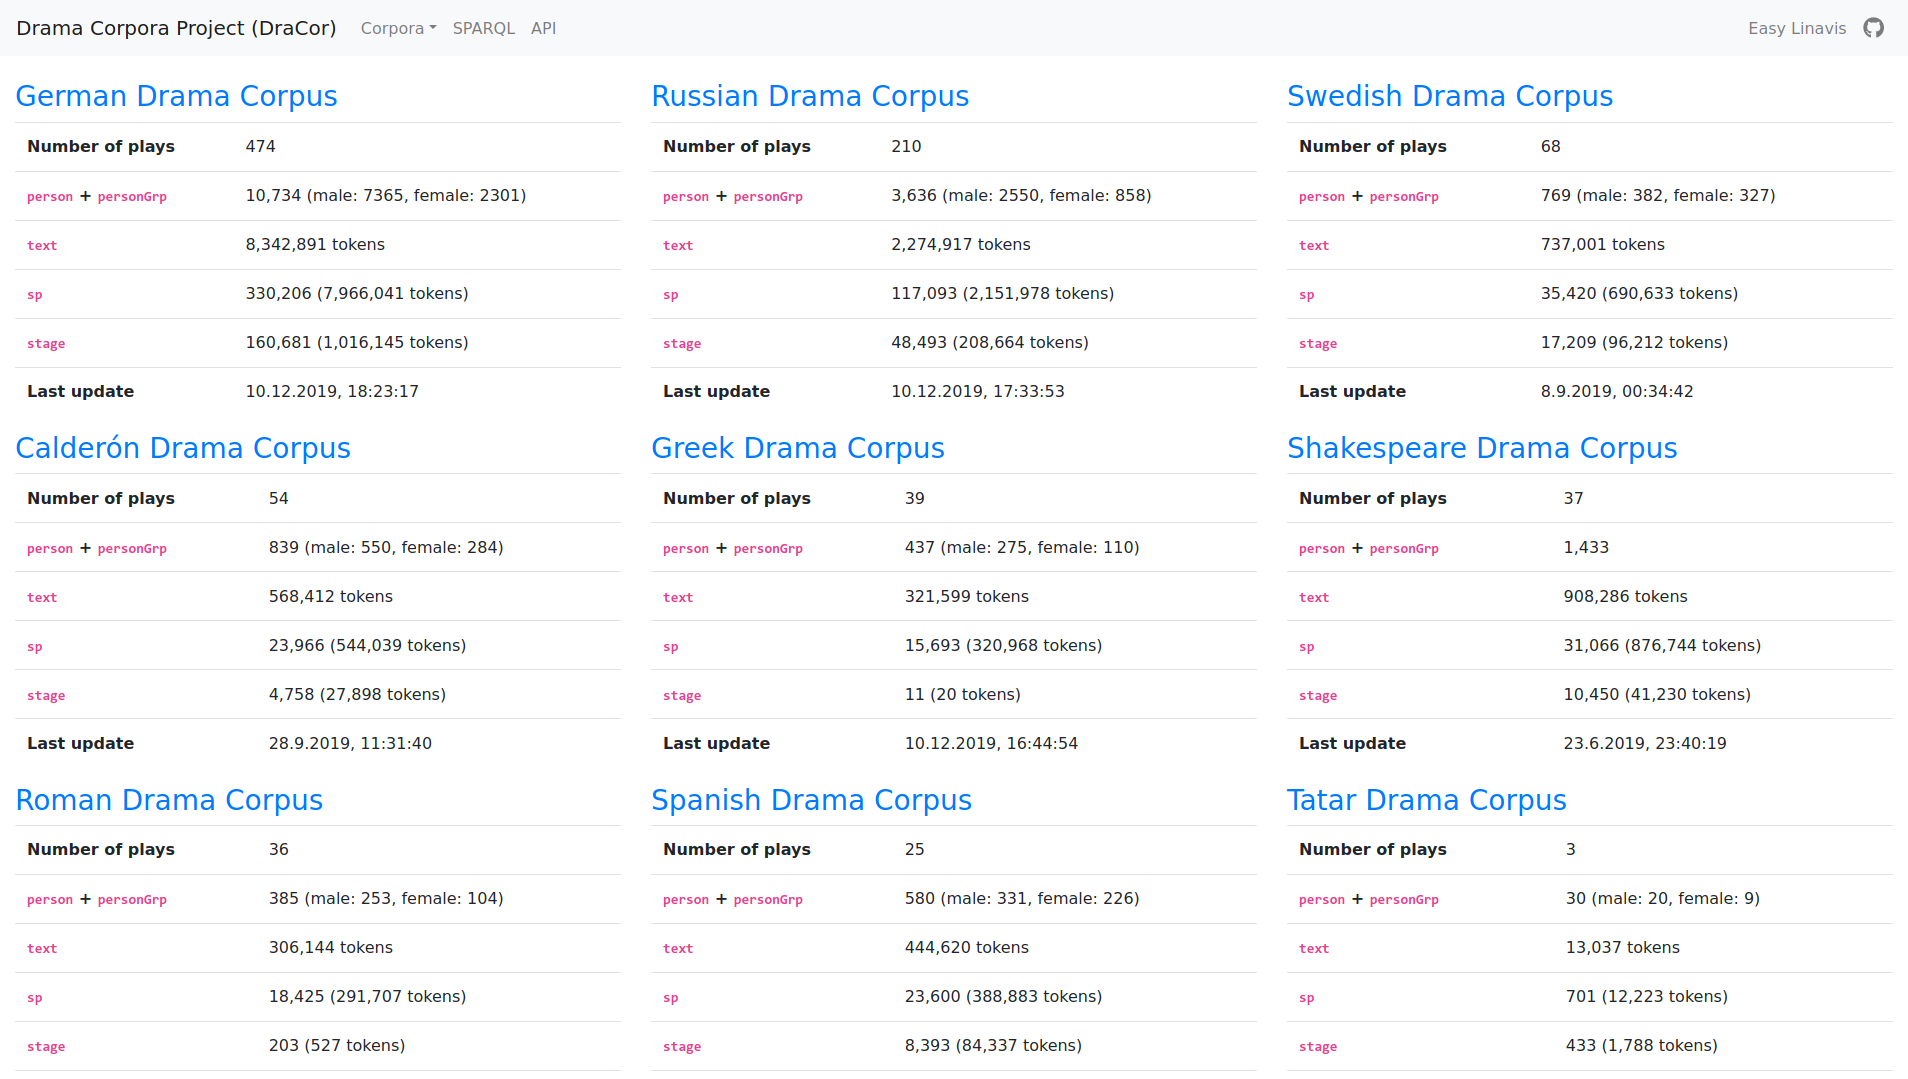 Drama Corpora Project (DraCor) Corpora SPARQL API Easy Linavis
German Drama Corpus
Number of plays 474
person + personGrp 10,734 (male: 7365, female: 2301)
text 8,342,891 tokens
sp 330,206 (7,966,041 tokens)
stage 160,681 (1,016,145 tokens)
Last update 10.12.2019, 18:23:17
Russian Drama Corpus
Number of plays 210
person + personGrp 3,636 (male: 2550, female: 858)
text 2,274,917 tokens
sp 117,093 (2,151,978 tokens)
stage 48,493 (208,664 tokens)
Last update 10.12.2019, 17:33:53
Swedish Drama Corpus
Number of plays 68
person + personGrp 769 (male: 382, female: 327)
text 737,001 tokens
sp 35,420 (690,633 tokens)
stage 17,209 (96,212 tokens)
Last update 8.9.2019, 00:34:42
Calderón Drama Corpus
Number of plays 54
person + personGrp 839 (male: 550, female: 284)
text 568,412 tokens
sp 23,966 (544,039 tokens)
stage 4,758 (27,898 tokens)
Last update 28.9.2019, 11:31:40
Greek Drama Corpus
Number of plays 39
person + personGrp 437 (male: 275, female: 110)
text 321,599 tokens
sp 15,693 (320,968 tokens)
stage 11 (20 tokens)
Last update 10.12.2019, 16:44:54
Shakespeare Drama Corpus
Number of plays 37
person + personGrp 1,433
text 908,286 tokens
sp 31,066 (876,744 tokens)
stage 10,450 (41,230 tokens)
Last update 23.6.2019, 23:40:19
Roman Drama Corpus
Number of plays 36
person + personGrp 385 (male: 253, female: 104)
text 306,144 tokens
sp 18,425 (291,707 tokens)
stage 203 (527 tokens)
Spanish Drama Corpus
Number of plays 25
person + personGrp 580 (male: 331, female: 226)
text 444,620 tokens
sp 23,600 (388,883 tokens)
stage 8,393 (84,337 tokens)
Tatar Drama Corpus
Number of plays 3
person + personGrp 30 (male: 20, female: 9)
text 13,037 tokens
sp 701 (12,223 tokens)
stage 433 (1,788 tokens)